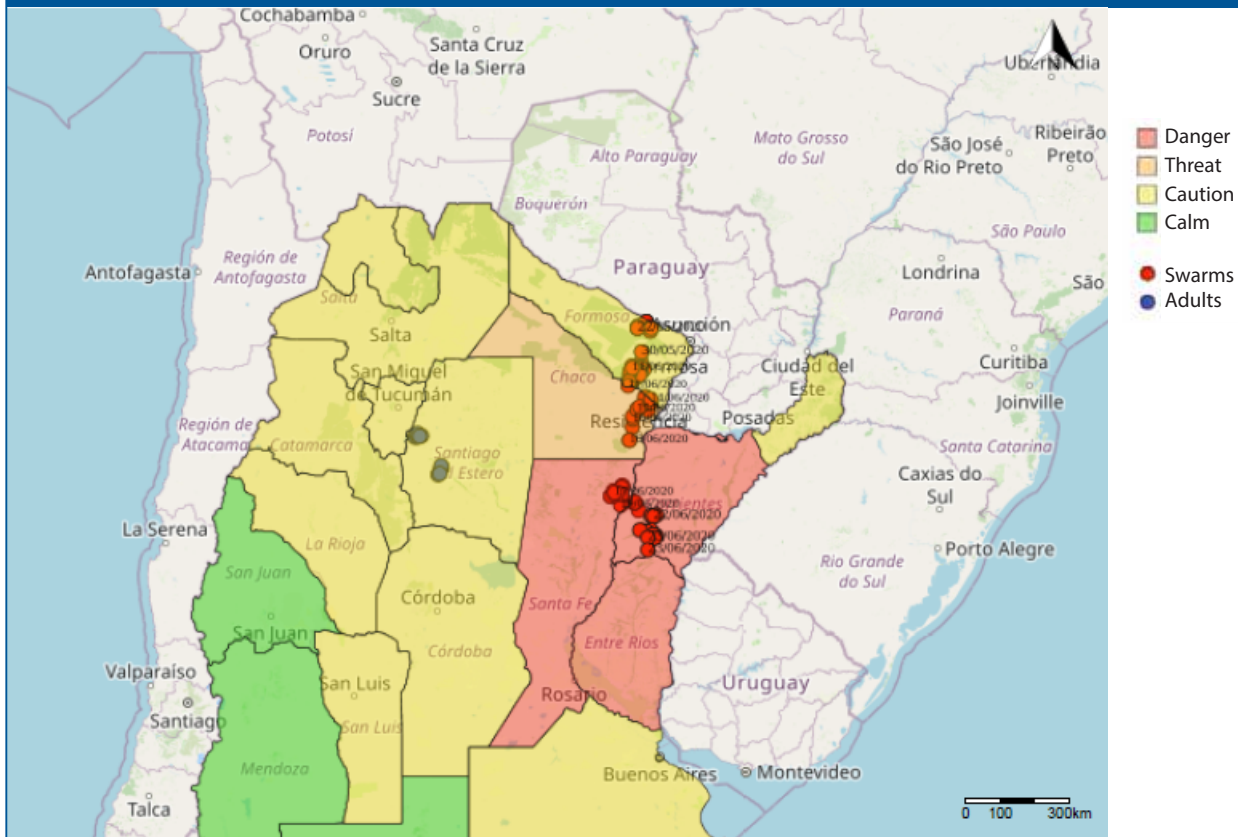 Cochabamba
Oruro
Santa Cruz
de la Sierra
Sucre
Potosí
Uberlândia
Mato Grosso
do Sul
São José
do Rio Preto
Ribeirão
Preto
Alto Paraguay
Boquerón
São Paulo
Región de
Antofagasta
Antofagasta
Paraguay
Londrina
São
Salta
Salta
Formosa
Asunción
Paraná
30/05/2020
Curitiba
San Miguel
de Tucumán
Chaco
Ciudad del
Este
Joinville
Posadas
Región de
Atacama
Catamarca
Santiago
Santa Catarina
Caxias do
Sul
La Serena
La Rioja
Porto Alegre
Rio Grande
do Sul
San Juan
San Juan
Córdoba
Córdoba
Santa Fe
Entre Rios
Valparaíso
Santiago
San Luis
San Luis
Rosario
Uruguay
Mendoza
Buenos Aires
Montevideo
Talca
0 100 300km
Danger
Threat
Caution
Calm
Swarms
Adults